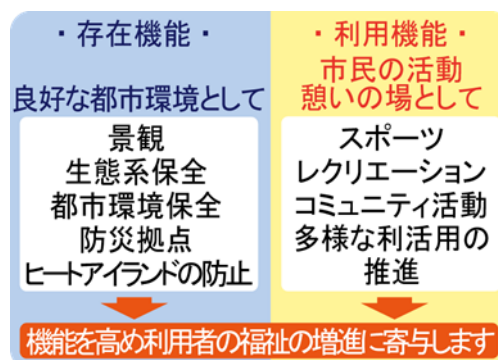 ・存在機能・
良好な都市環境として
景観
生態系保全
都市環境保全
防災拠点
ヒートアイランドの防止
・利用機能・
市民の活動
憩いの場として
スポーツ
レクリエーション
コミュニティ活動
多様な利活用の
推進
機能を高め利用者の福祉の増進に寄与します